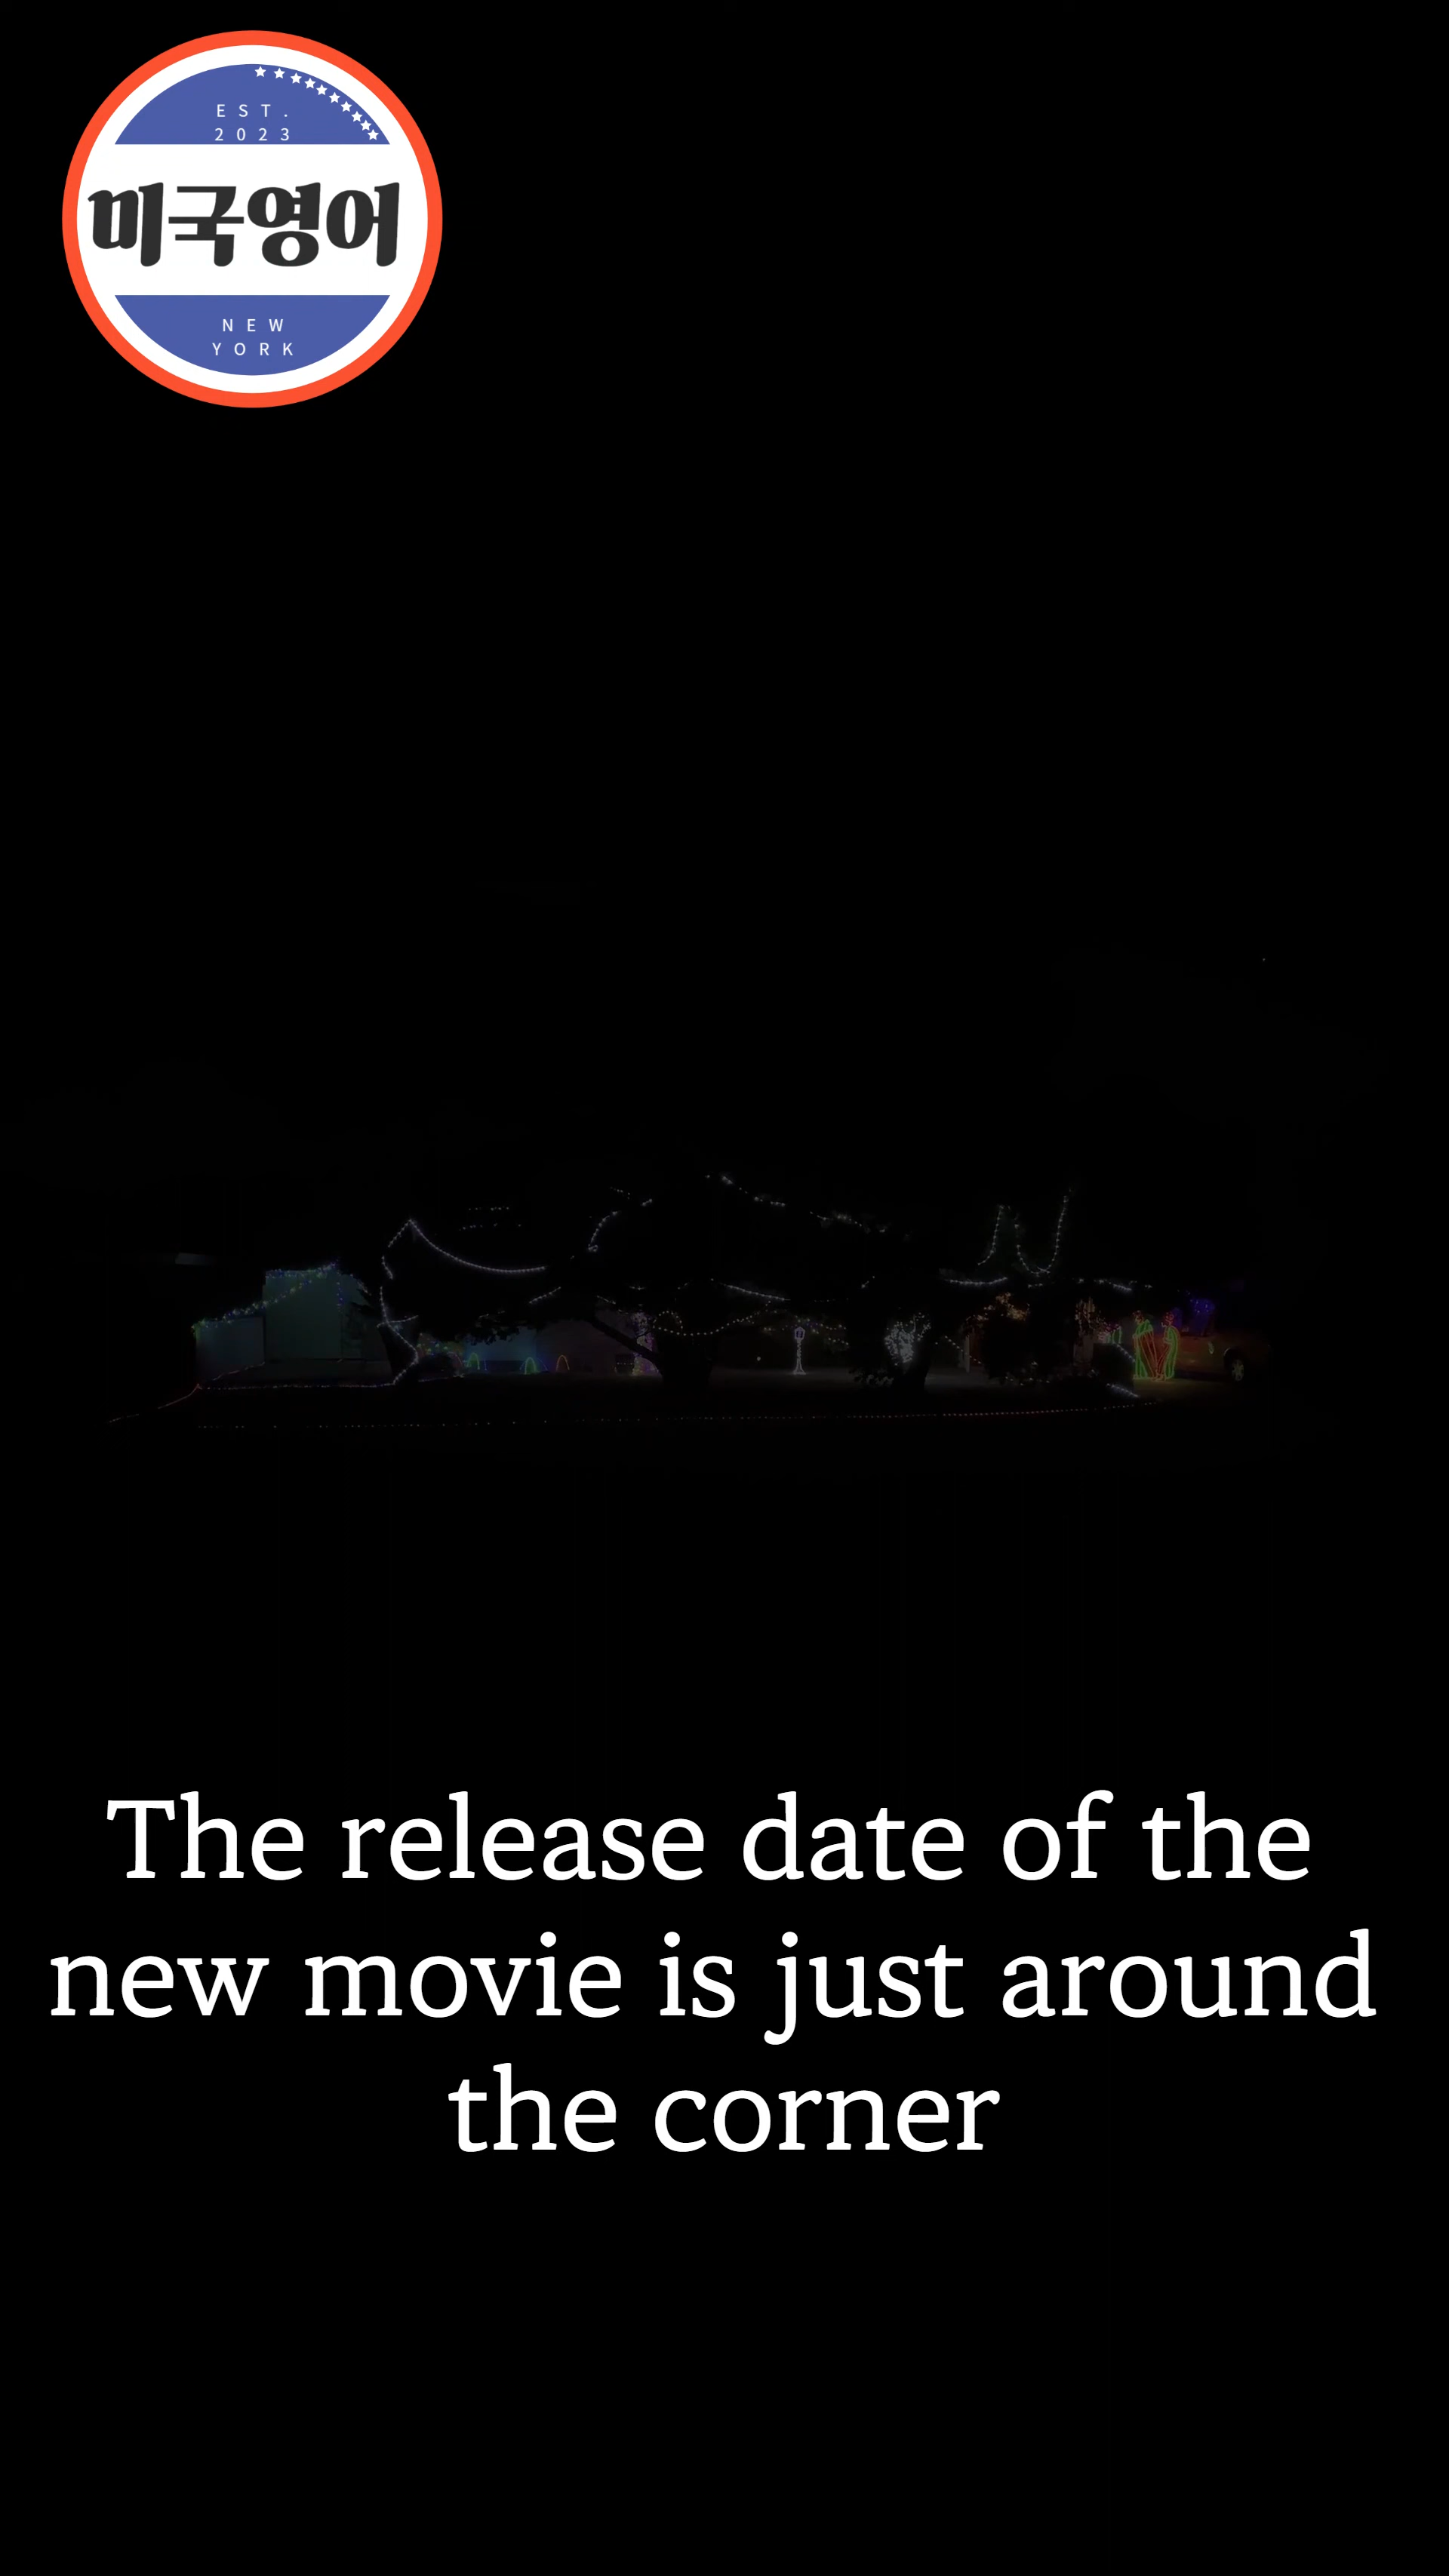 EST.
2023
미국영어
NEW
YORK
The release date of the
new movie is just around
the corner